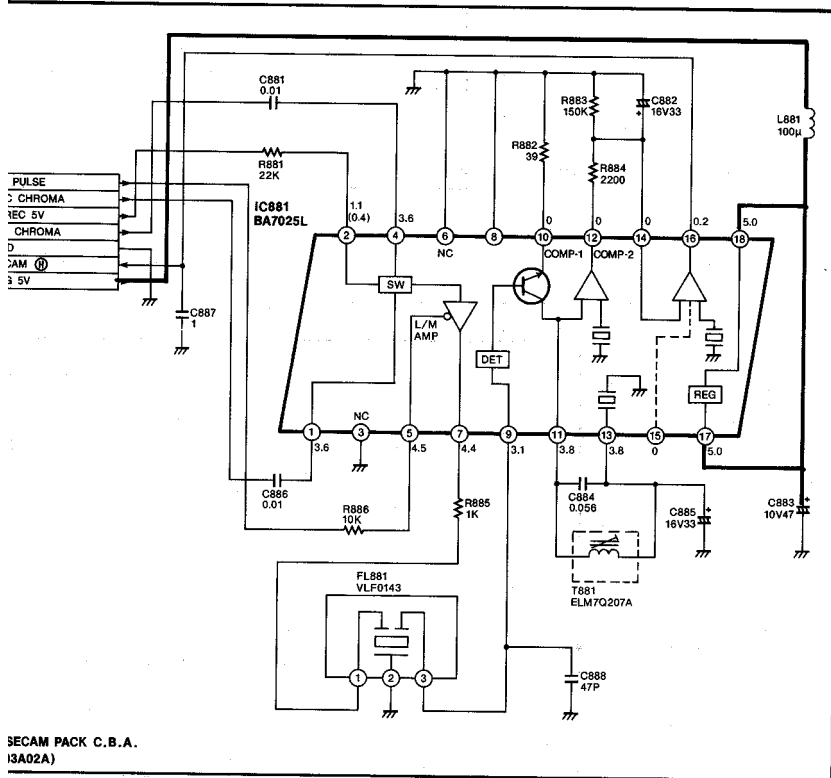 C881
0.01
R881
22K
R882
39
R883
150K
R884
2200
C882
16V33
L881
100μ
PULSE
C CHROMA
REC 5V
CHROMA
D
CAM Ⓗ
G 5V
IC881
BA7025L
1.1
(0.4)
3.6
0
0
0
0.2
5.0
2
4
6
8
10
12
14
16
18
NC
COMP-1
COMP-2
C887
1
SW
L/M
AMP
DET
REG
NC
1
3
5
7
9
11
13
15
17
3.6
4.5
4.4
3.1
3.8
3.8
0
5.0
C886
0.01
R886
10K
R885
1K
C884
0.056
C885
16V33
C883
10V47
T881
ELM7Q207A
FL881
VLF0143
1
2
3
C888
47P
SECAM PACK C.B.A.
03A02A)